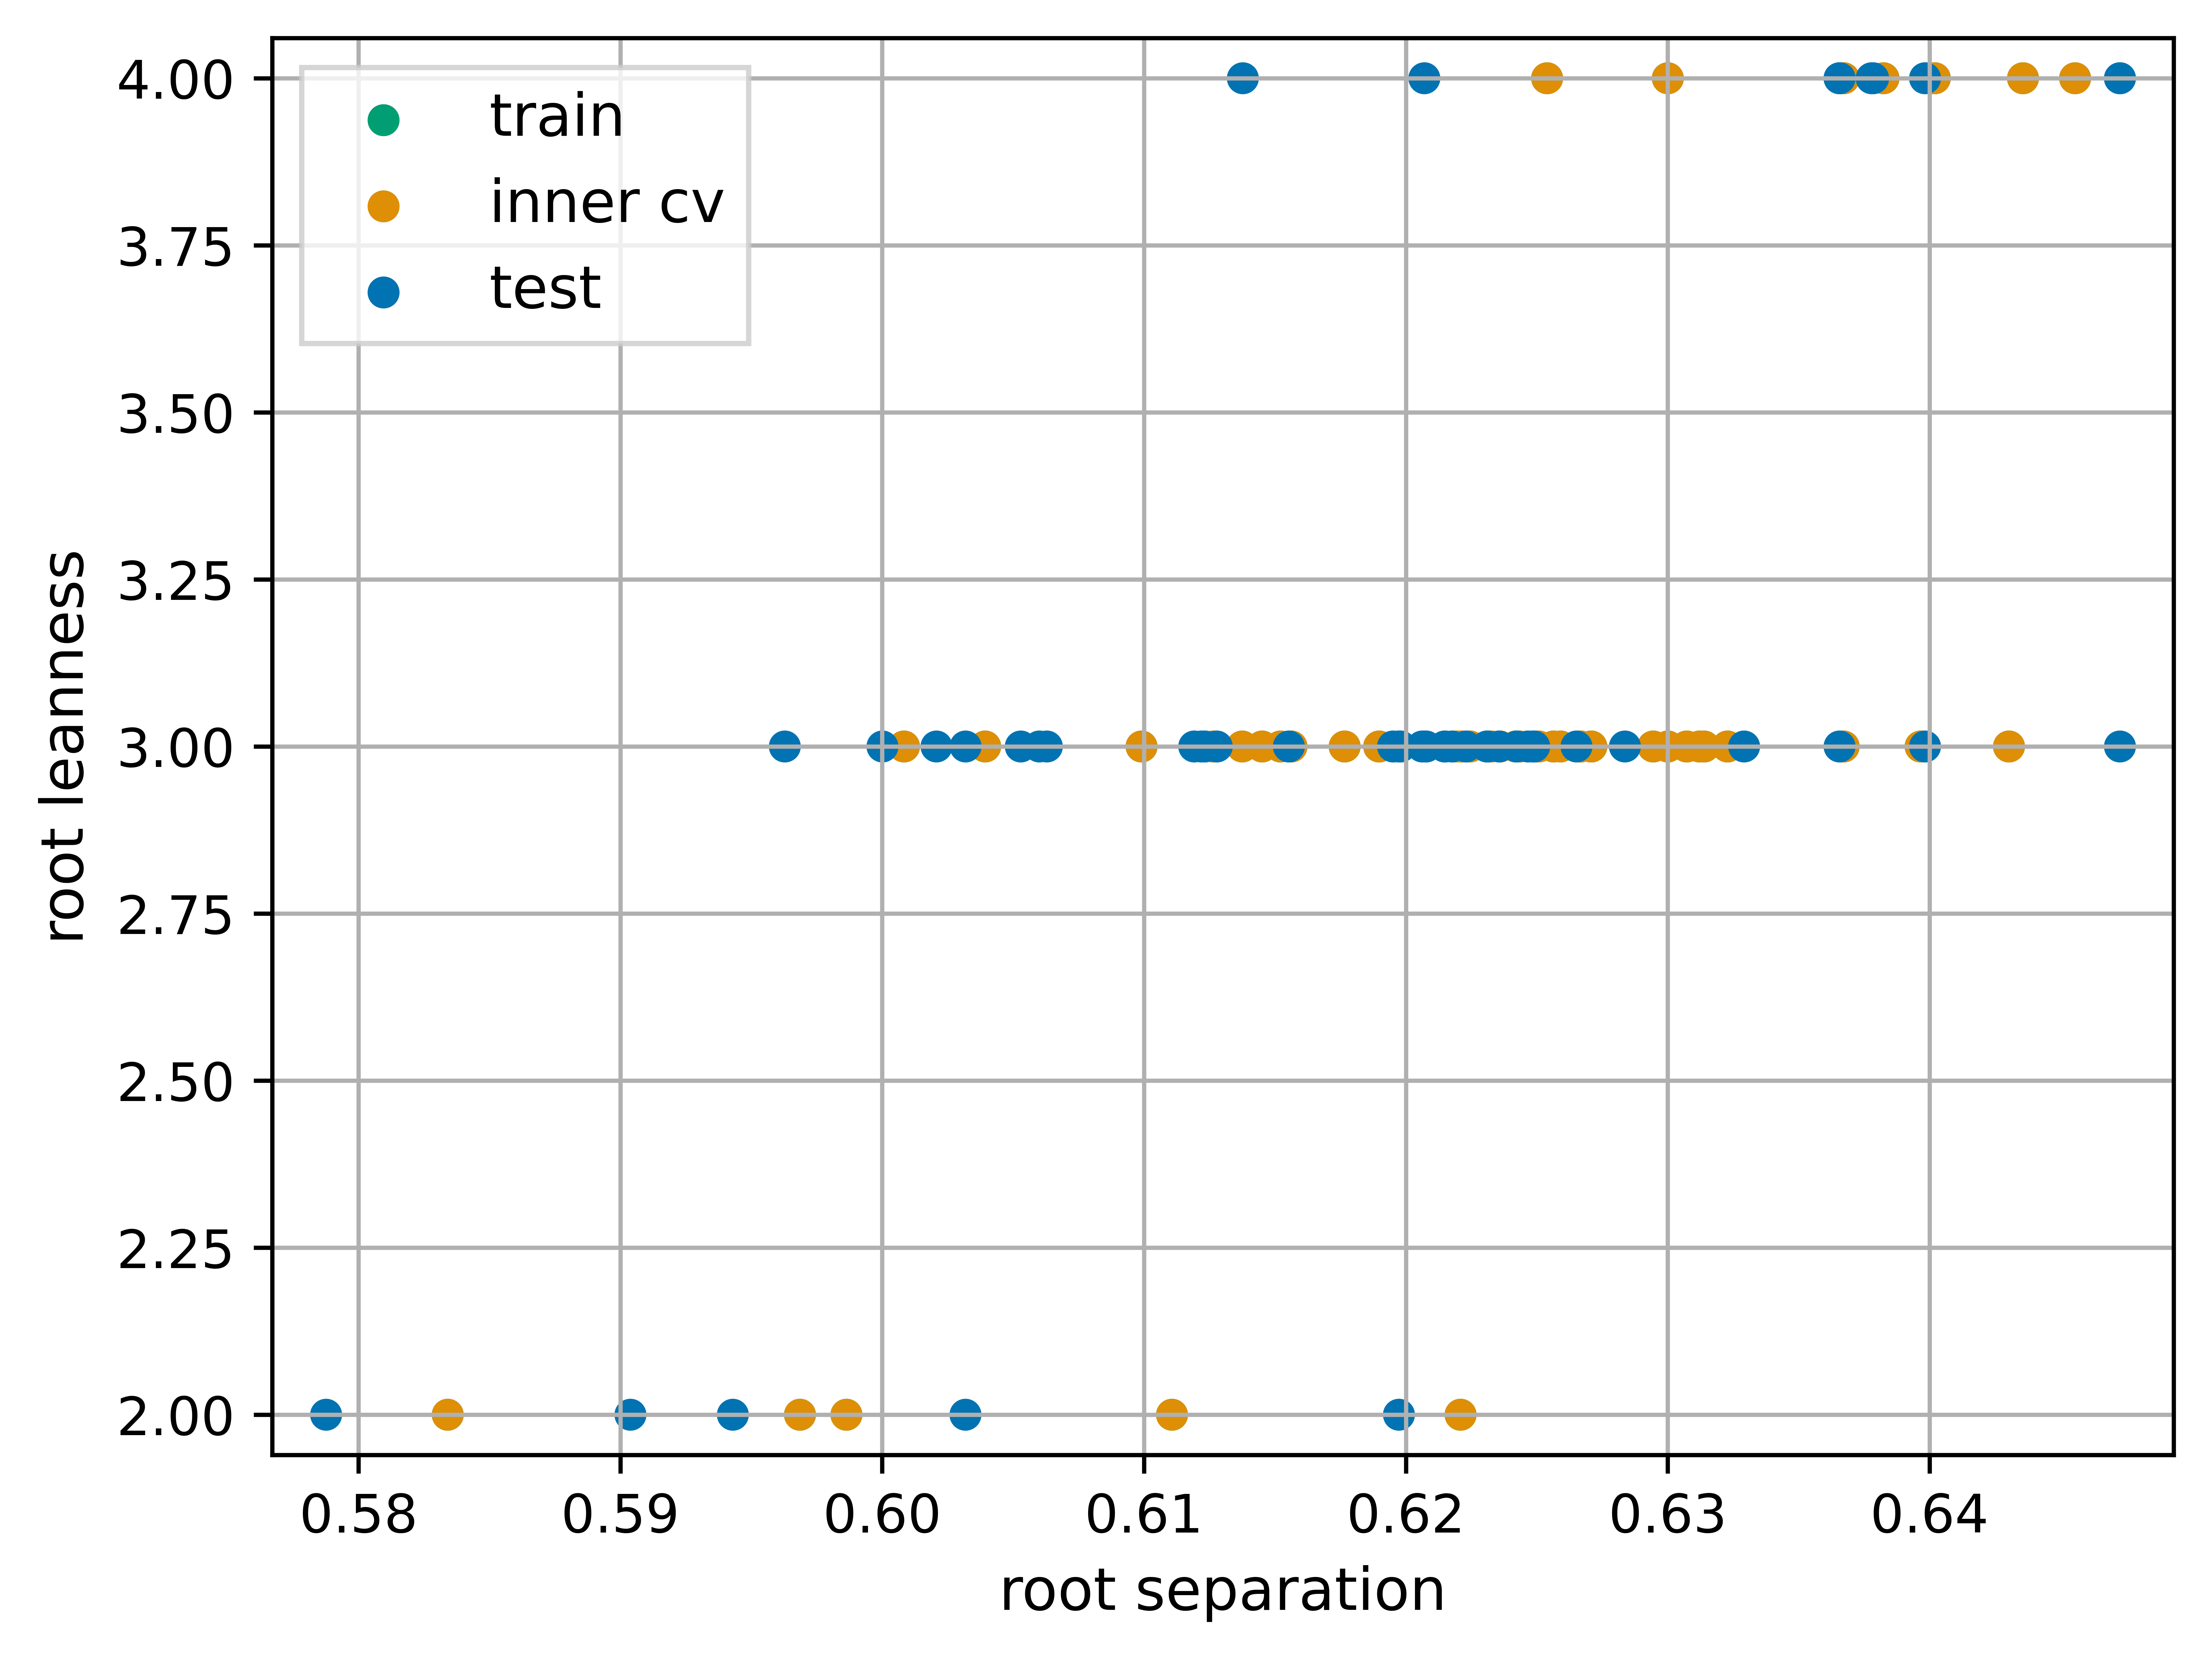 4.00
3.75
3.50
3.25
3.00
2.75
2.50
2.25
2.00
root leanness
train
inner cv
test
0.58 0.59 0.60 0.61 0.62 0.63 0.64
root separation